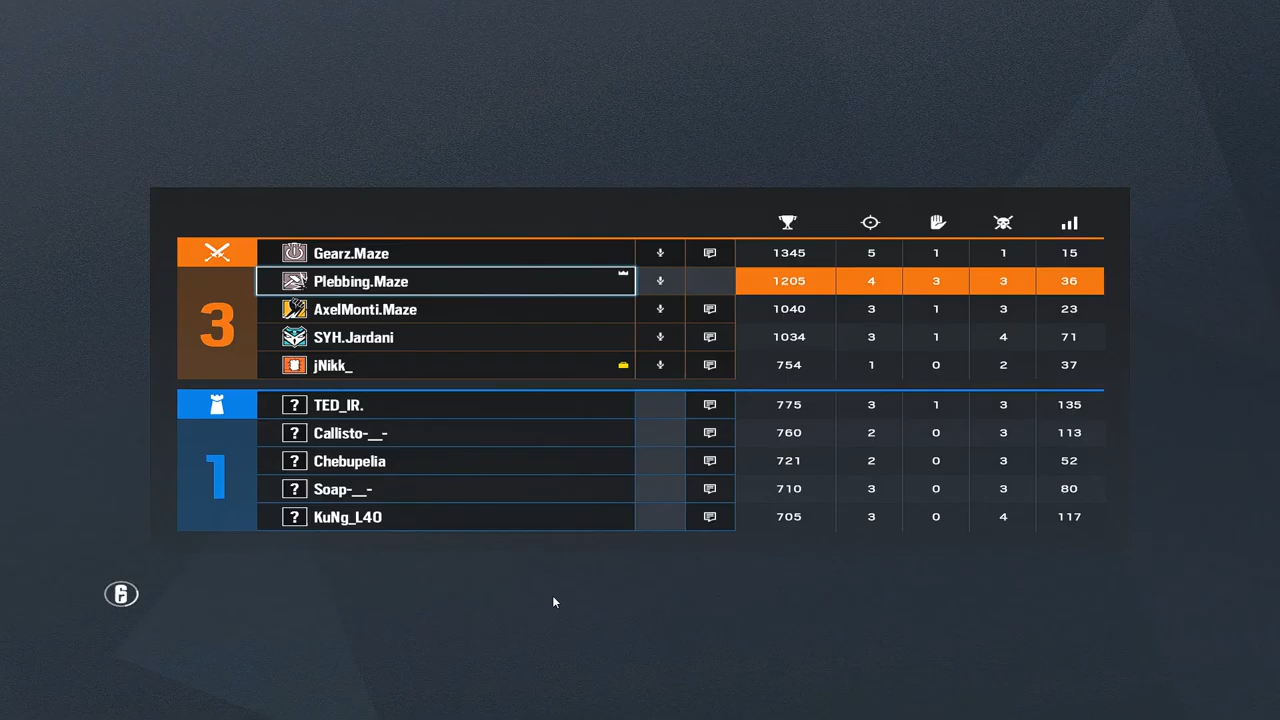 Gearz.Maze 1345 5 1 1 15
Plebbing.Maze 1205 4 3 3 36
3
AxelMonti.Maze 1040 3 1 3 23
SYH.Jardani 1034 3 1 4 71
jNikk_ 754 1 0 2 37
? TED_IR. 775 3 1 3 135
? Callisto-__- 760 2 0 3 113
1
? Chebupelia 721 2 0 3 52
? Soap-__- 710 3 0 3 80
? KuNg_L4O 705 3 0 4 117
6